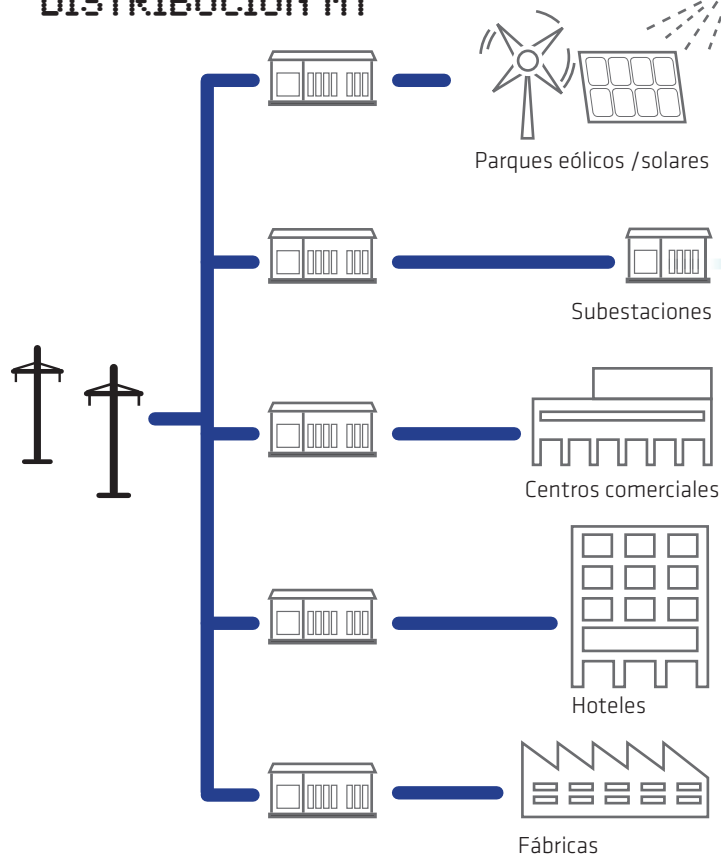 DISTRIBUCIÓN MT
Parques eólicos /solares
Subestaciones
Centros comerciales
Hoteles
Fábricas